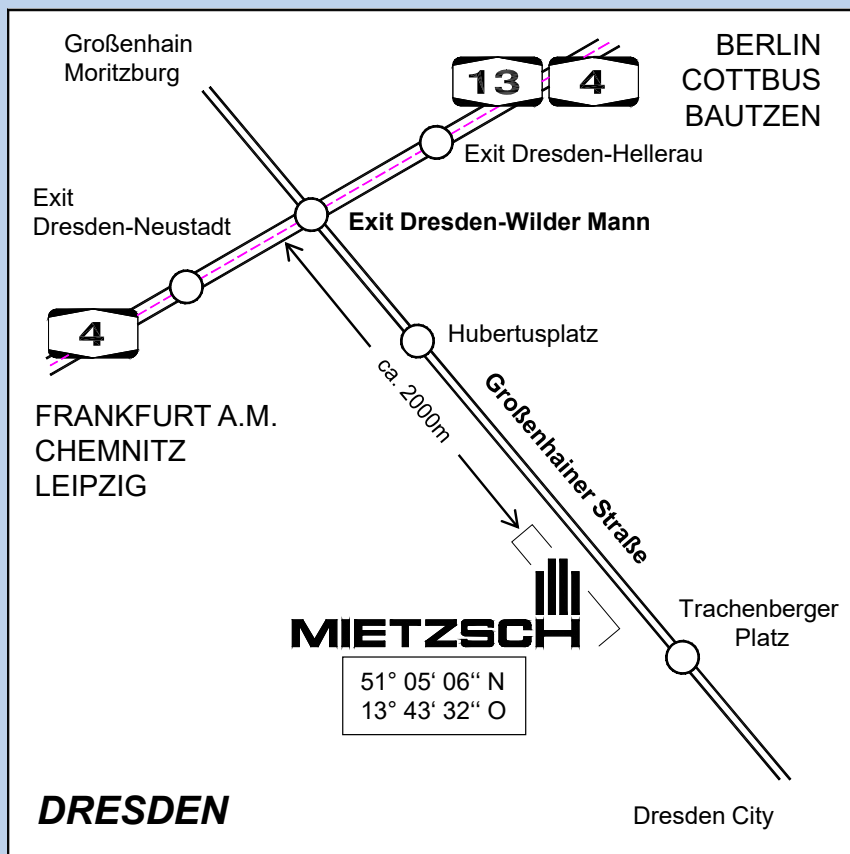 Großenhain
Moritzburg
BERLIN
COTTBUS
BAUTZEN
13
4
Exit Dresden-Hellerau
Exit
Dresden-Neustadt
Exit Dresden-Wilder Mann
4
Hubertusplatz
FRANKFURT A.M.
CHEMNITZ
LEIPZIG
ca. 2000m
Großenhainer Straße
MIETZSCH
Trachenberger
Platz
51° 05‘ 06“ N
13° 43‘ 32“ O
DRESDEN
Dresden City